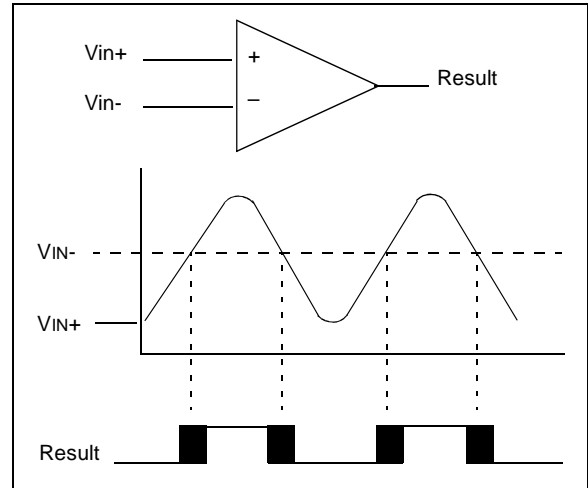 Vin+
+
Result
Vin-
–
VIN-
VIN+
Result